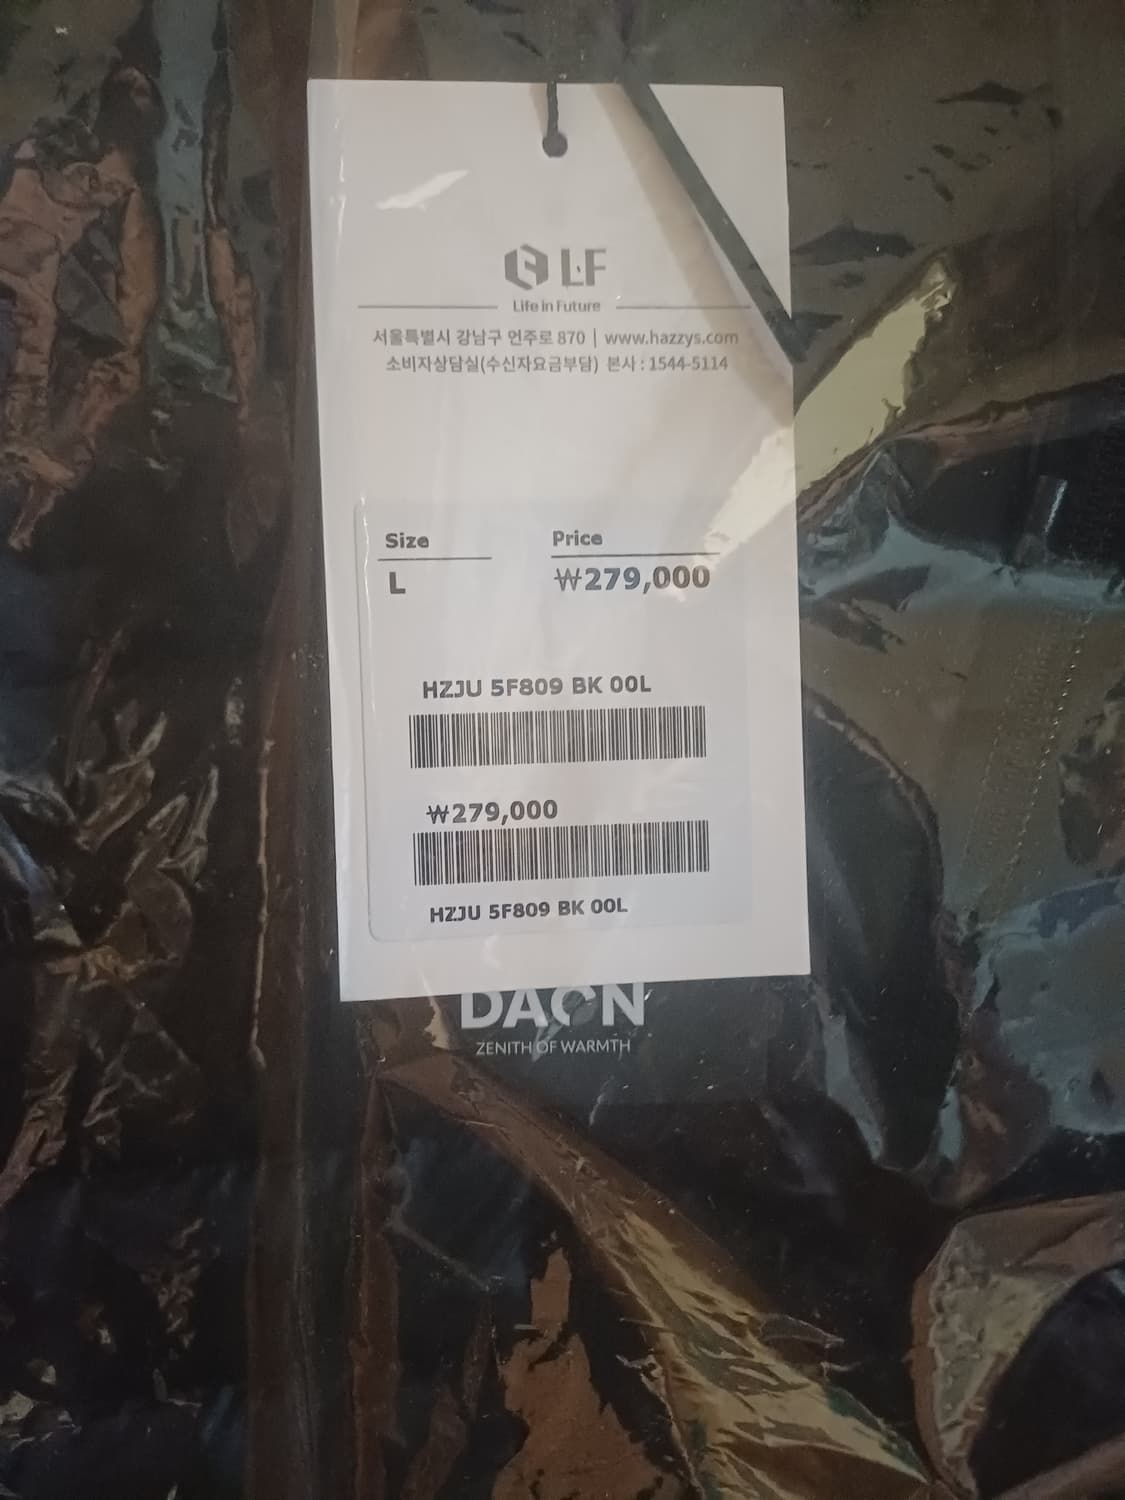 LF
Life in Future
서울특별시 강남구 언주로 870 | www.hazzys.com
소비자상담실(수신자요금부담) 본사 : 1544-5114
Size Price
L ₩279,000
HZJU 5F809 BK 00L
₩279,000
HZJU 5F809 BK 00L
DAON
ZENITH OF WARMTH